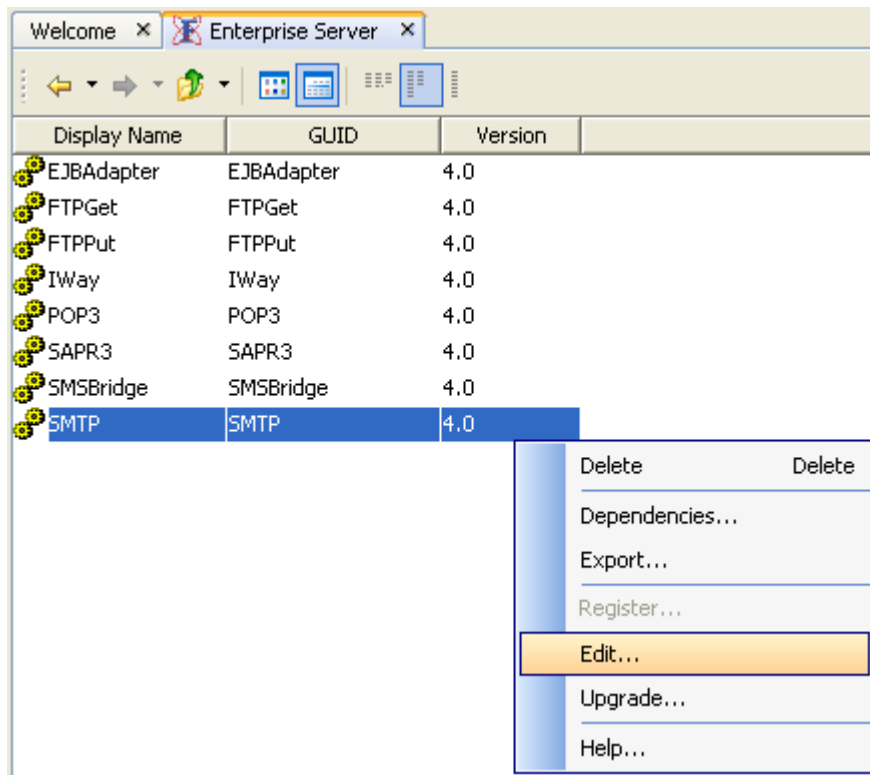 Welcome Enterprise Server
Display Name GUID Version
EJBAdapter EJBAdapter 4.0
FTPGet FTPGet 4.0
FTPPut FTPPut 4.0
IWay IWay 4.0
POP3 POP3 4.0
SAPR3 SAPR3 4.0
SMSBridge SMSBridge 4.0
SMTP SMTP 4.0
Delete Delete
Dependencies...
Export...
Register...
Edit...
Upgrade...
Help...